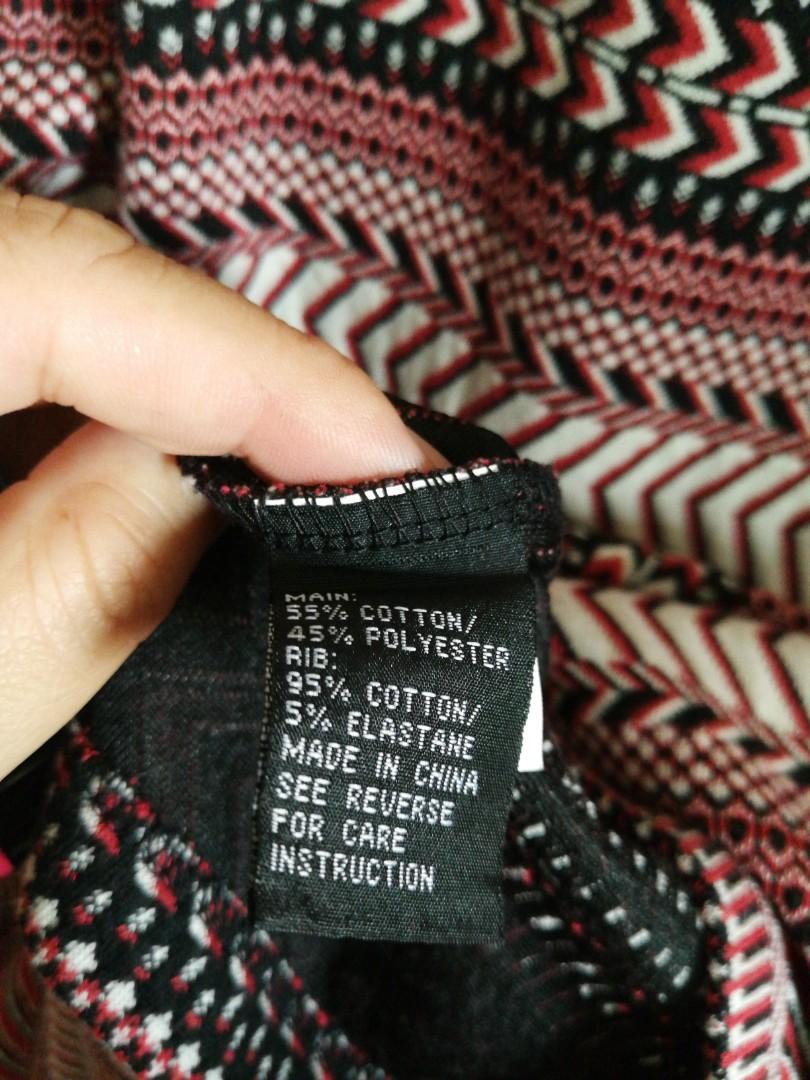 MAIN:
55% COTTON/
45% POLYESTER
RIB:
95% COTTON/
5% ELASTANE
MADE IN CHINA
SEE REVERSE
FOR CARE
INSTRUCTION